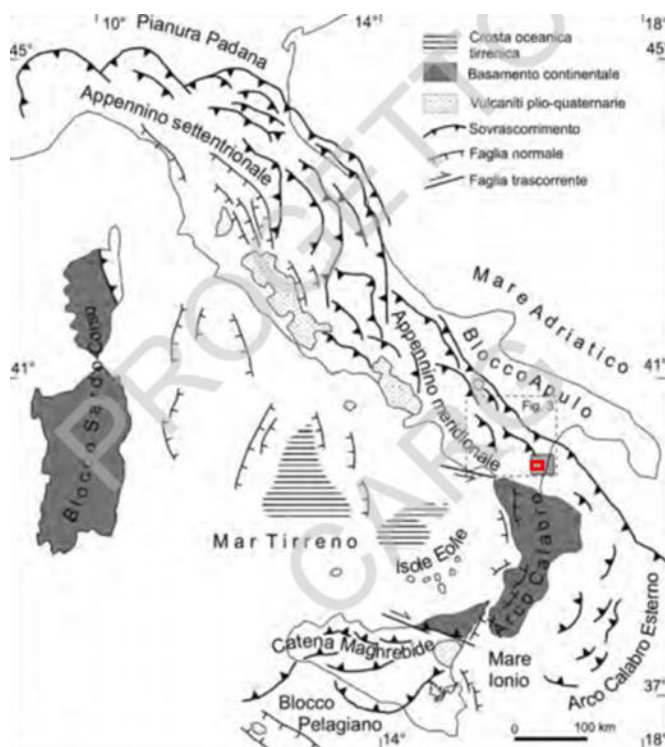 10°
14°
18°
45°
45°
Pianura Padana
Crosta oceanica
tirrenica
Basamento continentale
Vulcaniti plio-quaternarie
Sovrascorrimento
Faglia normale
Faglia trascorrente
Appennino settentrionale
Mare Adriatico
Blocco Apulo
Appennino meridionale
41°
41°
Fig. 3
Blocco Sardo Corso
Mar Tirreno
Isole Eolie
Arco Calabro
Catena Maghrebide
Mare
Ionio
Arco Calabro Esterno
Blocco
Pelagiano
37°
0
100 km
14°
18°
PROGETTO
CARG